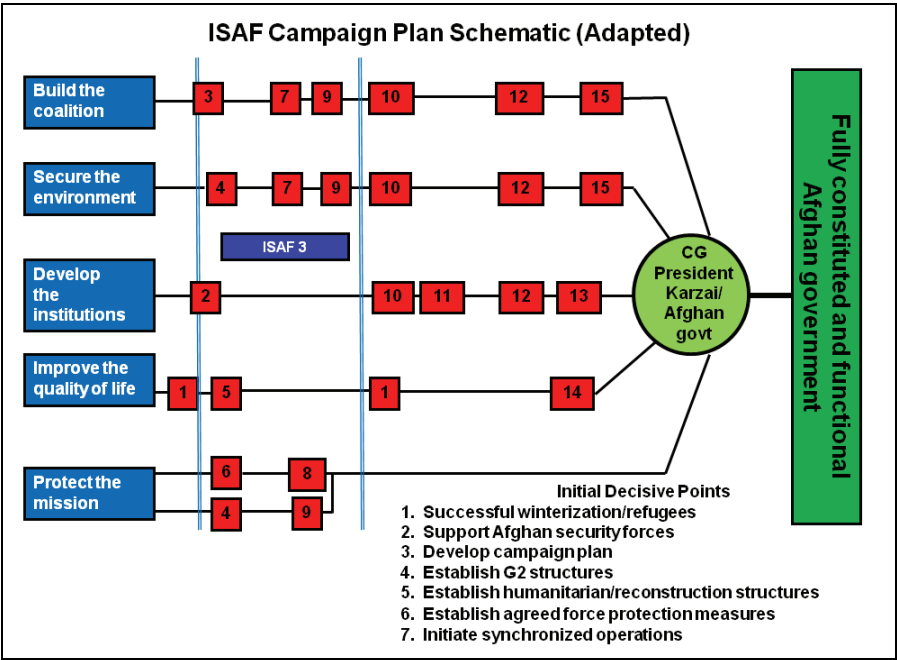 ISAF Campaign Plan Schematic (Adapted)
Build the
coalition
3 7 9 10 12 15
Secure the
environment
4 7 9 10 12 15
ISAF 3
Develop
the
institutions
2 10 11 12 13
Improve the
quality of life
1 5 1 14
Protect the
mission
6 8
4 9
CG
President
Karzai/
Afghan
govt
Fully constituted and functional
Afghan government
Initial Decisive Points
1. Successful winterization/refugees
2. Support Afghan security forces
3. Develop campaign plan
4. Establish G2 structures
5. Establish humanitarian/reconstruction structures
6. Establish agreed force protection measures
7. Initiate synchronized operations